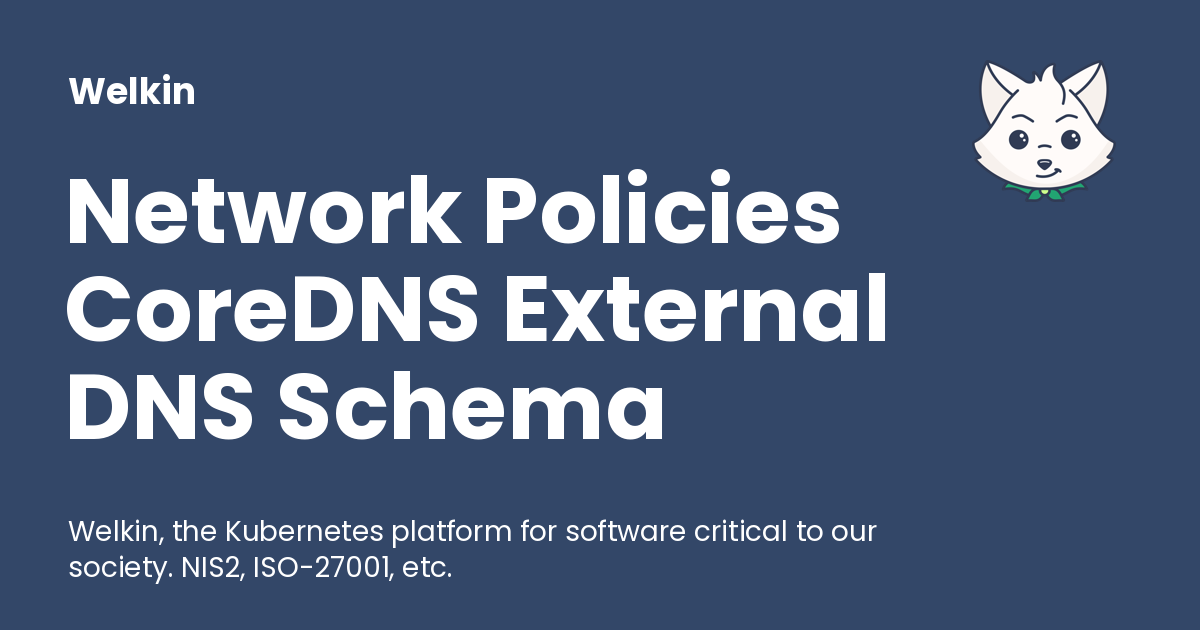 Welkin
Network Policies
CoreDNS External
DNS Schema
Welkin, the Kubernetes platform for software critical to our
society. NIS2, ISO-27001, etc.